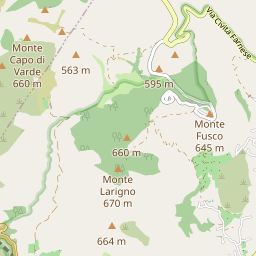 Via Civita Farnese
Monte
Capo di
Varde
660 m
563 m
595 m
Monte
Fusco
645 m
660 m
Monte
Larigno
670 m
664 m